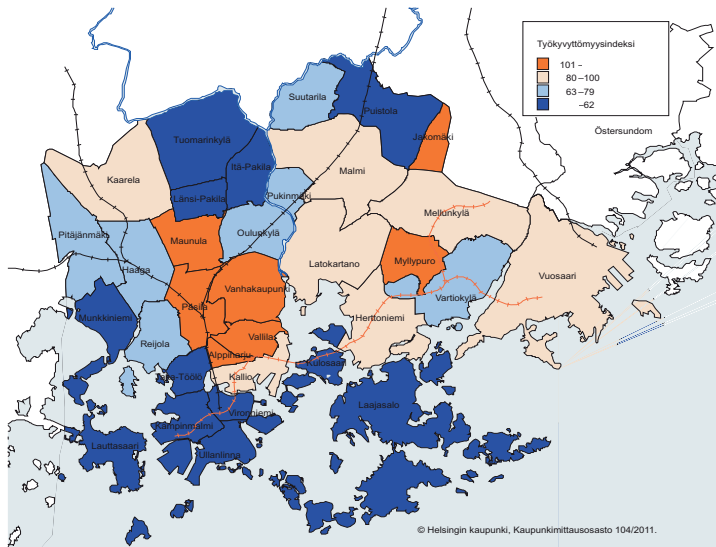 Työkyvyttömyysindeksi
101 -
80 –100
63 –79
–62
Östersundom
Suutarila
Puistola
Tuomarinkylä
Jakomäki
Itä-Pakila
Kaarela
Malmi
Länsi-Pakila
Pukinmäki
Mellunkylä
Pitäjänmäki
Maunula
Oulunkylä
Haaga
Latokartano
Myllypuro
Vuosaari
Vanhakaupunki
Vartiokylä
Pasila
Munkkiniemi
Herttoniemi
Reijola
Vallila
Alppiharju
Kulosaari
Taka-Töölö
Kallio
Laajasalo
Vironniemi
Kampinmalmi
Lauttasaari
Ullanlinna
© Helsingin kaupunki, Kaupunkimittausosasto 104/2011.